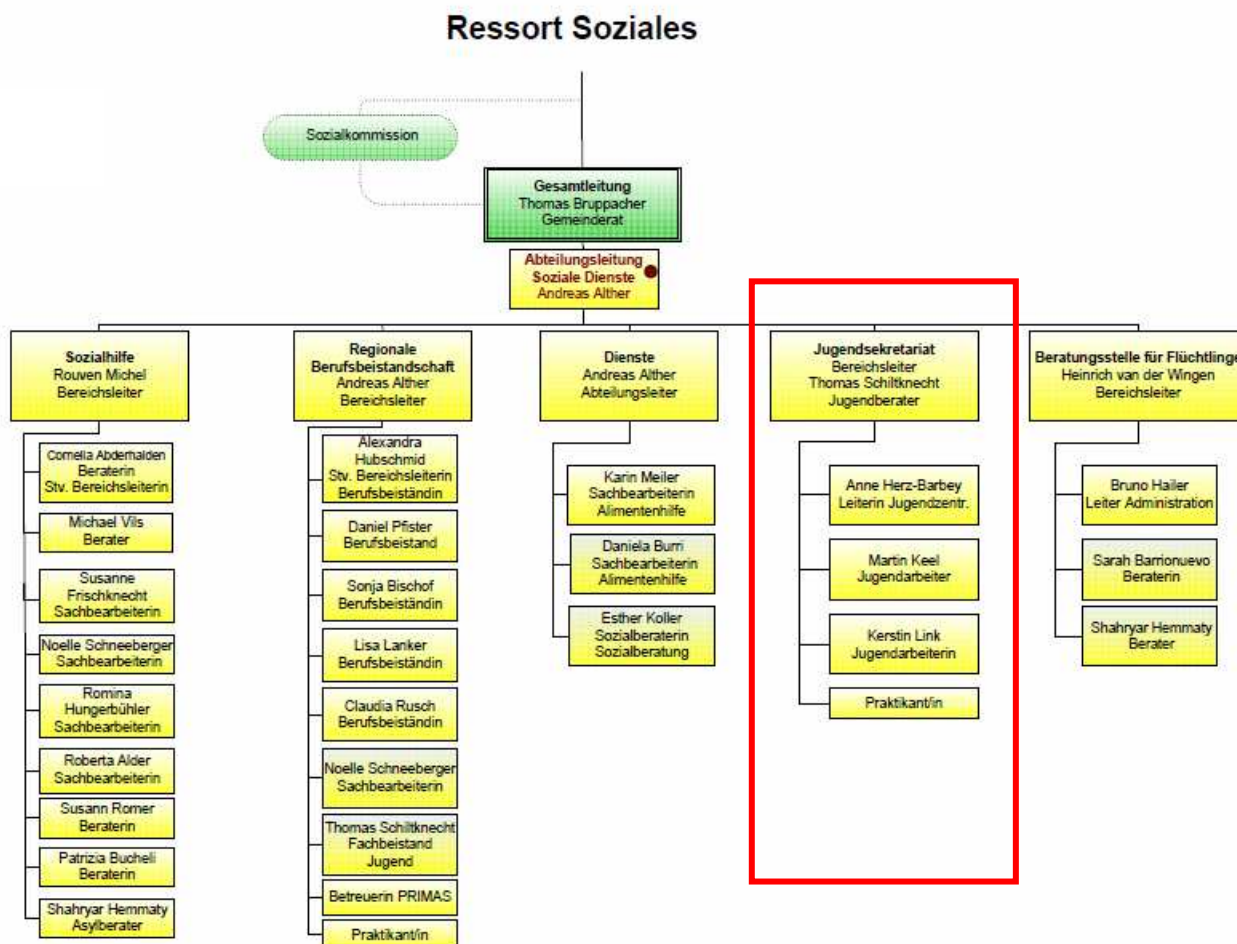 Ressort Soziales
Sozialkommission
Gesamtleitung
Thomas Bruppacher
Gemeinderat
Abteilungsleitung
Soziale Dienste
Andreas Alther
Sozialhilfe
Rouven Michel
Bereichsleiter
Cornelia Abderhalden
Beraterin
Stv. Bereichsleiterin
Michael Vils
Berater
Susanne
Frischknecht
Sachbearbeiterin
Noelle Schneeberger
Sachbearbeiterin
Romina
Hungerbühler
Sachbearbeiterin
Roberta Alder
Sachbearbeiterin
Susann Romer
Beraterin
Patrizia Bucheli
Beraterin
Shahryar Hemmaty
Asylberater
Regionale
Berufsbeistandschaft
Andreas Alther
Bereichsleiter
Alexandra
Hubschmid
Stv. Bereichsleiterin
Berufsbeiständin
Daniel Pfister
Berufsbeistand
Sonja Bischof
Berufsbeiständin
Lisa Lanker
Berufsbeiständin
Claudia Rusch
Berufsbeiständin
Noelle Schneeberger
Sachbearbeiterin
Thomas Schiltknecht
Fachbeistand
Jugend
Betreuerin PRIMAS
Praktikant/in
Dienste
Andreas Alther
Abteilungsleiter
Karin Meiler
Sachbearbeiterin
Alimentenhilfe
Daniela Burri
Sachbearbeiterin
Alimentenhilfe
Esther Koller
Sozialberaterin
Sozialberatung
Jugendsekretariat
Bereichsleiter
Thomas Schiltknecht
Jugendberater
Anne Herz-Barbey
Leiterin Jugendzentr.
Martin Keel
Jugendarbeiter
Kerstin Link
Jugendarbeiterin
Praktikant/in
Beratungsstelle für Flüchtlinge
Heinrich van der Wingen
Bereichsleiter
Bruno Hailer
Leiter Administration
Sarah Barrionuevo
Beraterin
Shahryar Hemmaty
Berater